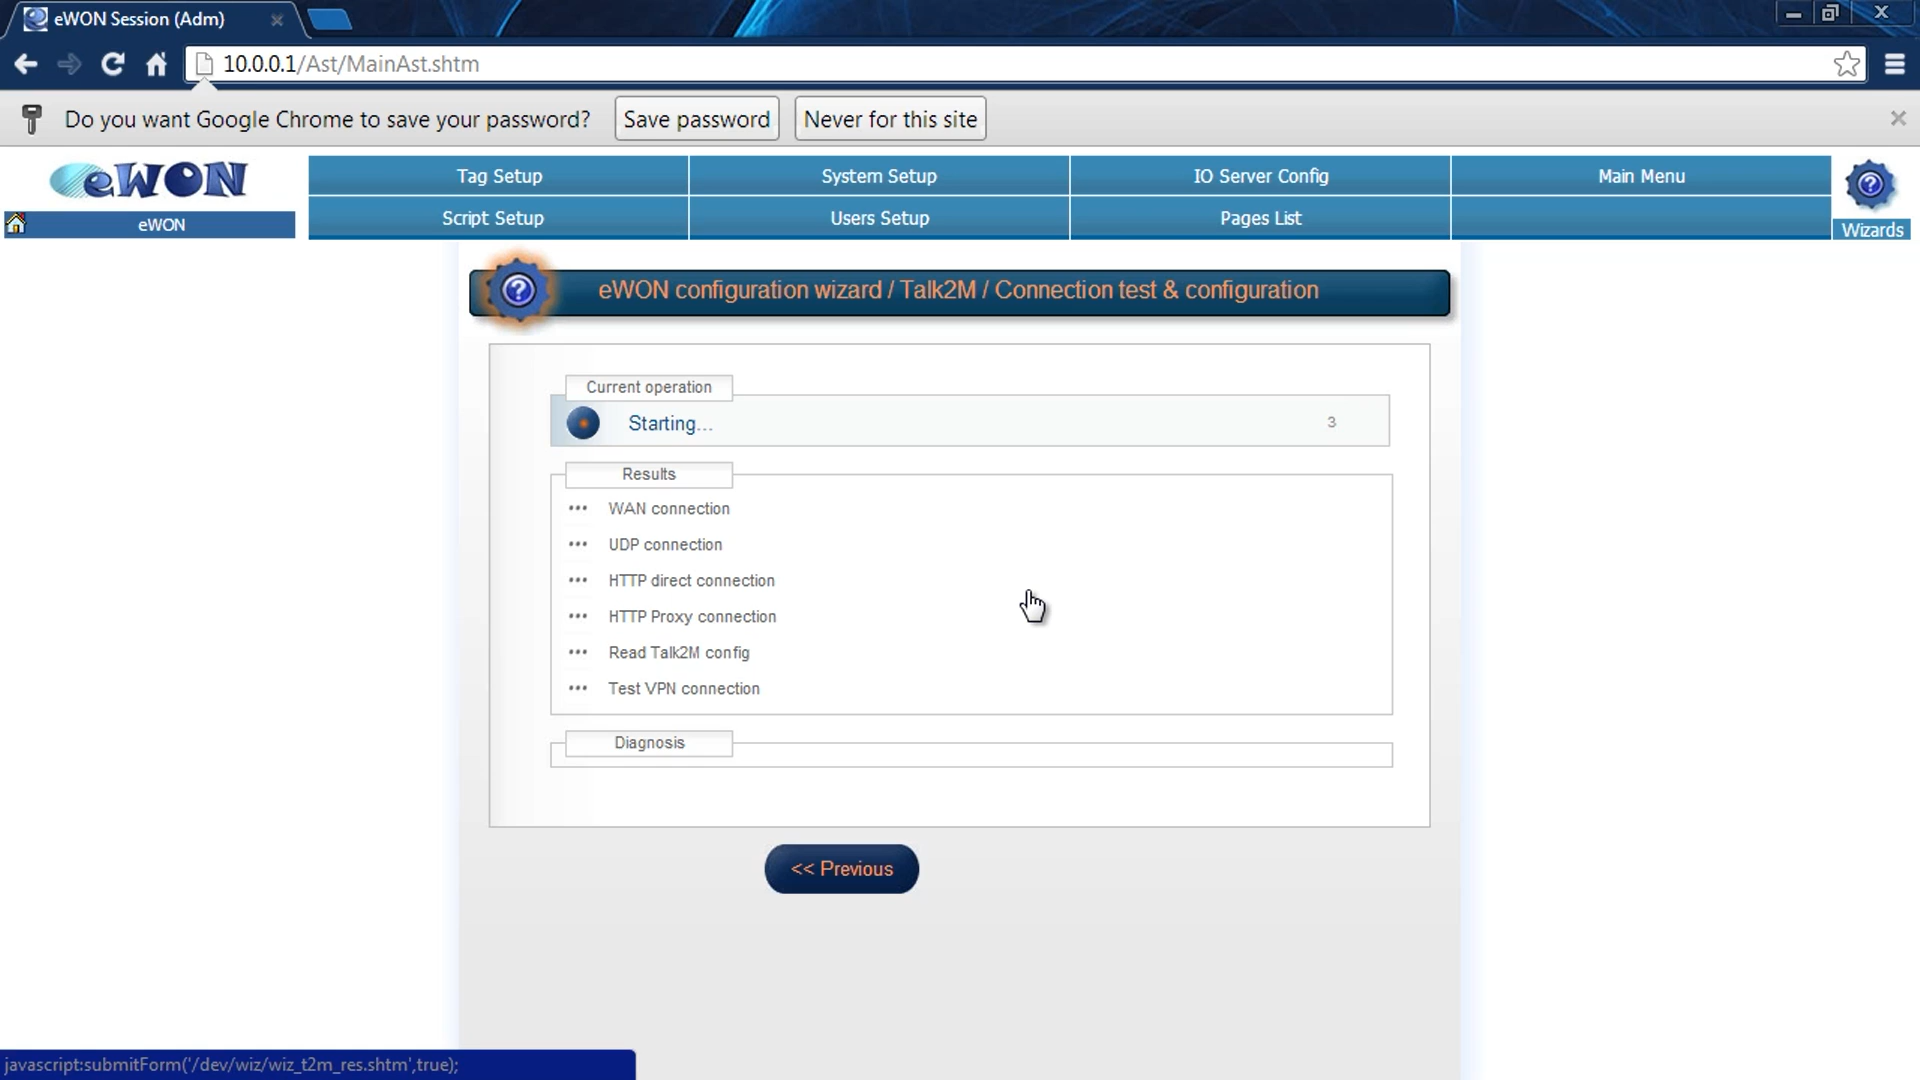 eWON Session (Adm)
10.0.0.1/Ast/MainAst.shtm
Do you want Google Chrome to save your password?
Save password
Never for this site
eWON
Tag Setup
System Setup
IO Server Config
Main Menu
eWON
Script Setup
Users Setup
Pages List
Wizards
eWON configuration wizard / Talk2M / Connection test & configuration
Current operation
Starting...
3
Results
WAN connection
UDP connection
HTTP direct connection
HTTP Proxy connection
Read Talk2M config
Test VPN connection
Diagnosis
<< Previous
javascript:submitForm('/dev/wiz/wiz_t2m_res.shtm',true);